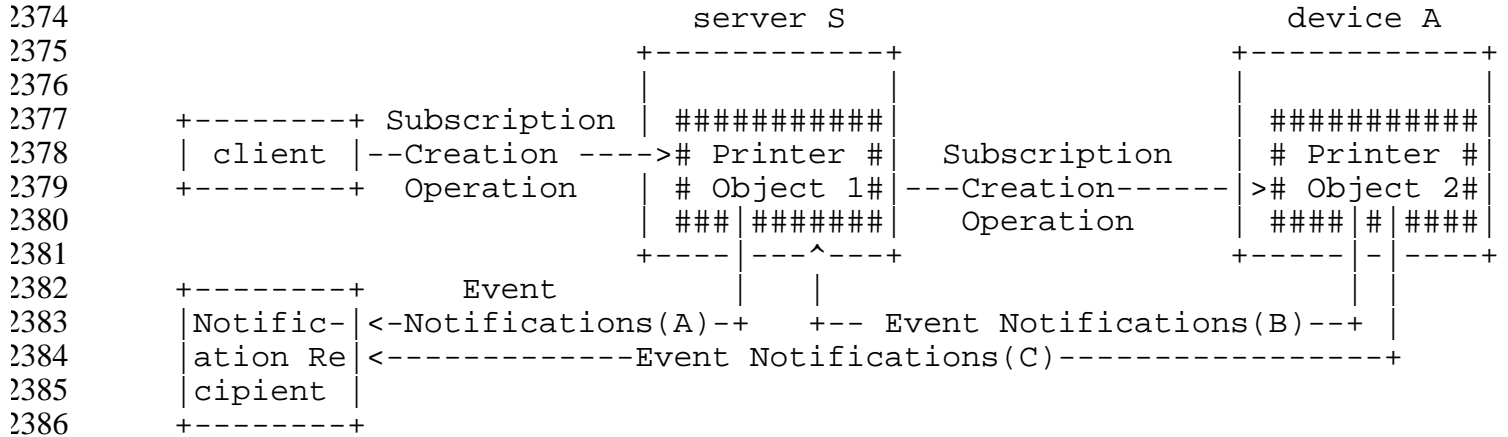 2374 server S device A
2375 +------------+ +------------+
2376 | | | |
2377 +--------+ Subscription | ###########| | ###########|
2378 | client |--Creation ----># Printer #| Subscription | # Printer #|
2379 +--------+ Operation | # Object 1#|---Creation------|># Object 2#|
2380 | ###|#######| Operation | ####|#|####|
2381 +----|---^---+ +-----|-|----+
2382 +--------+ Event | | | |
2383 |Notific-|<-Notifications(A)-+ +-- Event Notifications(B)--+ |
2384 |ation Re|<-------------Event Notifications(C)-----------------+
2385 |cipient |
2386 +--------+